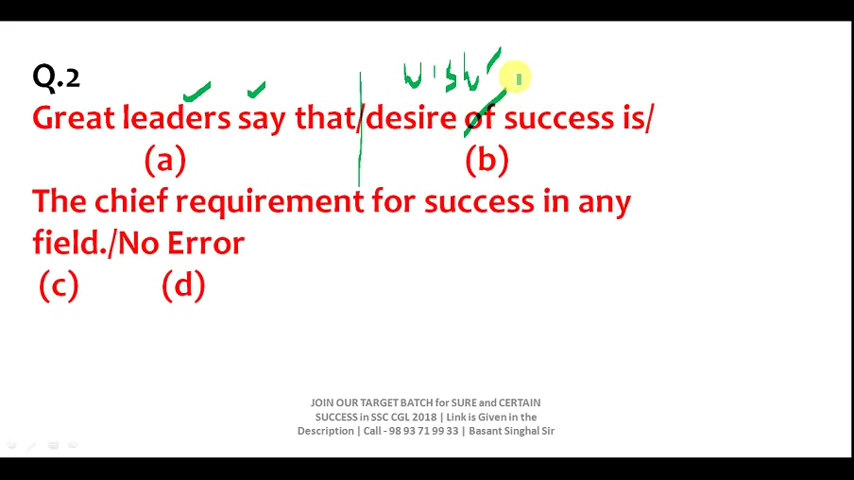 Q.2
wish
Great leaders say that/desire of success is/
(a) (b)
The chief requirement for success in any
field./No Error
(c) (d)
JOIN OUR TARGET BATCH for SURE and CERTAIN
SUCCESS in SSC CGL 2018 | Link is Given in the
Description | Call - 98 93 71 99 33 | Basant Singhal Sir